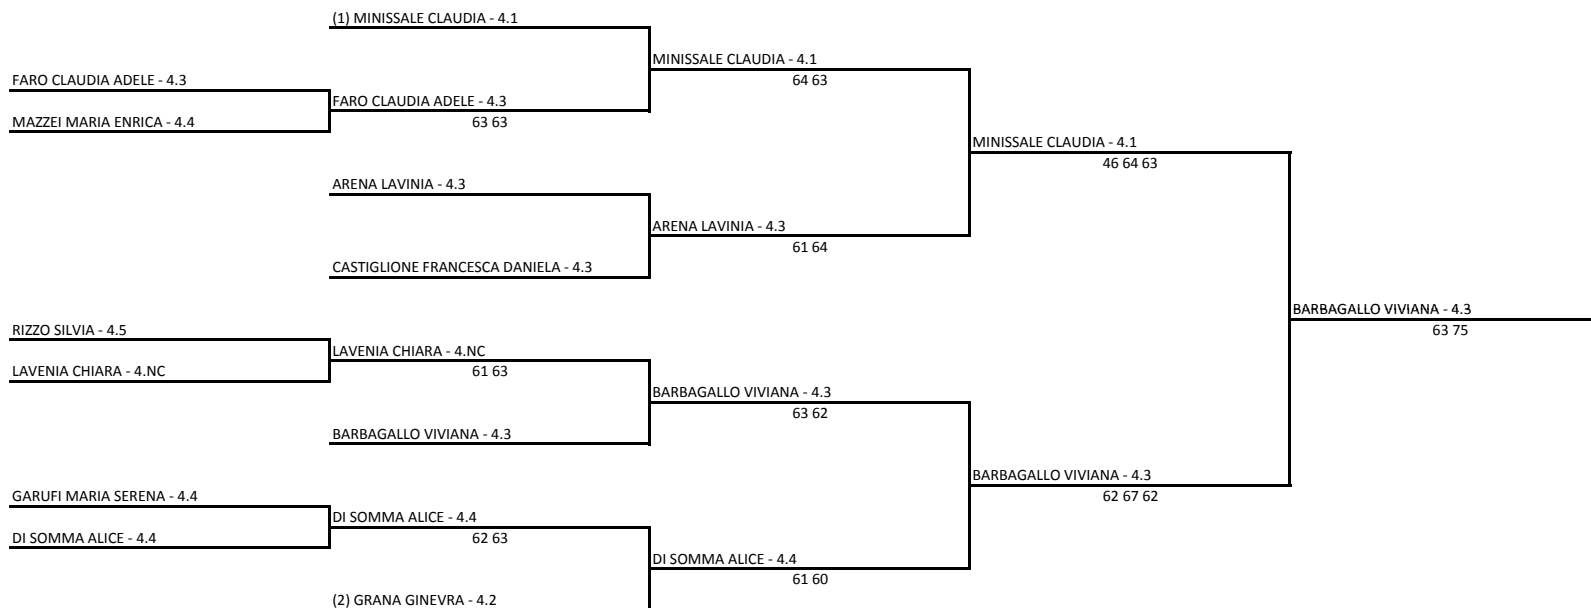 (1) MINISSALE CLAUDIA - 4.1
MINISSALE CLAUDIA - 4.1
64 63
FARO CLAUDIA ADELE - 4.3
FARO CLAUDIA ADELE - 4.3
63 63
MAZZEI MARIA ENRICA - 4.4
MINISSALE CLAUDIA - 4.1
46 64 63
ARENA LAVINIA - 4.3
ARENA LAVINIA - 4.3
61 64
CASTIGLIONE FRANCESCA DANIELA - 4.3
BARBAGALLO VIVIANA - 4.3
63 75
RIZZO SILVIA - 4.5
LAVENIA CHIARA - 4.NC
61 63
LAVENIA CHIARA - 4.NC
BARBAGALLO VIVIANA - 4.3
63 62
BARBAGALLO VIVIANA - 4.3
BARBAGALLO VIVIANA - 4.3
62 67 62
GARUFI MARIA SERENA - 4.4
DI SOMMA ALICE - 4.4
62 63
DI SOMMA ALICE - 4.4
DI SOMMA ALICE - 4.4
61 60
(2) GRANA GINEVRA - 4.2